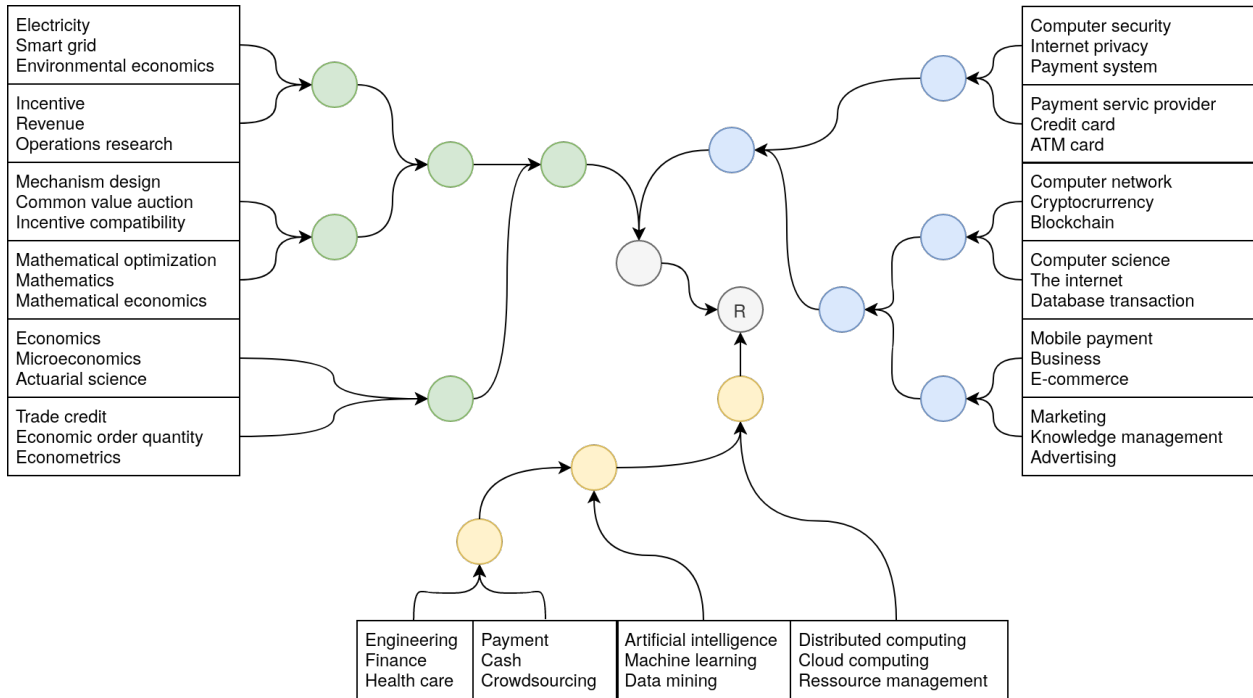 Electricity
Smart grid
Environmental economics
Incentive
Revenue
Operations research
Mechanism design
Common value auction
Incentive compatibility
Mathematical optimization
Mathematics
Mathematical economics
Economics
Microeconomics
Actuarial science
Trade credit
Economic order quantity
Econometrics
R
Computer security
Internet privacy
Payment system
Payment servic provider
Credit card
ATM card
Computer network
Cryptocrurrency
Blockchain
Computer science
The internet
Database transaction
Mobile payment
Business
E-commerce
Marketing
Knowledge management
Advertising
Engineering
Finance
Health care
Payment
Cash
Crowdsourcing
Artificial intelligence
Machine learning
Data mining
Distributed computing
Cloud computing
Ressource management